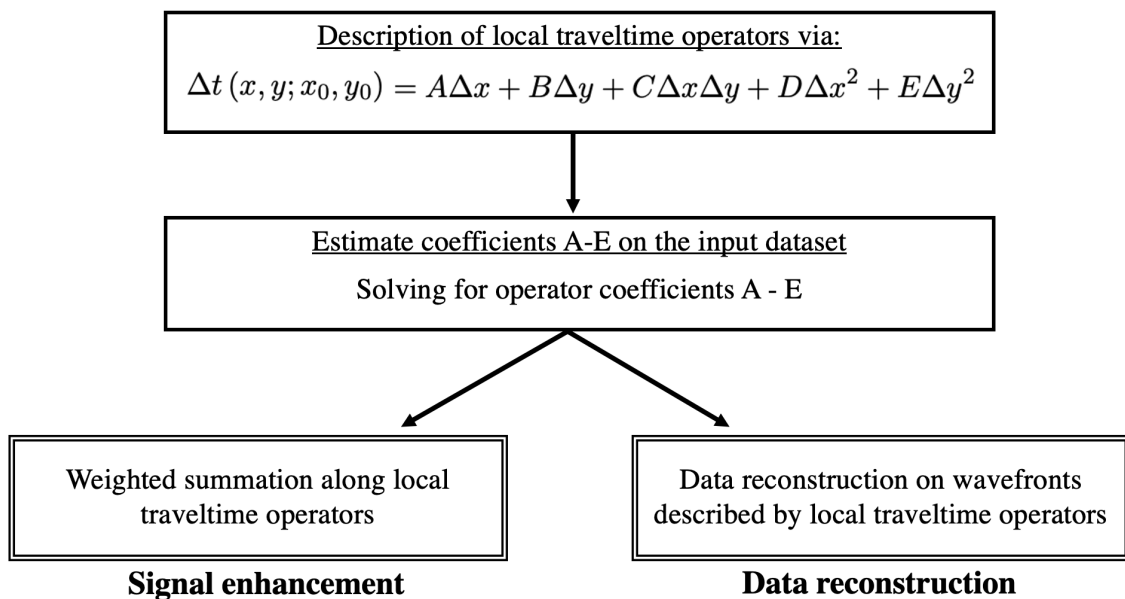 Description of local traveltime operators via:
Δt (x, y; x₀, y₀) = AΔx + BΔy + CΔxΔy + DΔx² + EΔy²
Estimate coefficients A-E on the input dataset
Solving for operator coefficients A - E
Weighted summation along local
traveltime operators
Signal enhancement
Data reconstruction on wavefronts
described by local traveltime operators
Data reconstruction